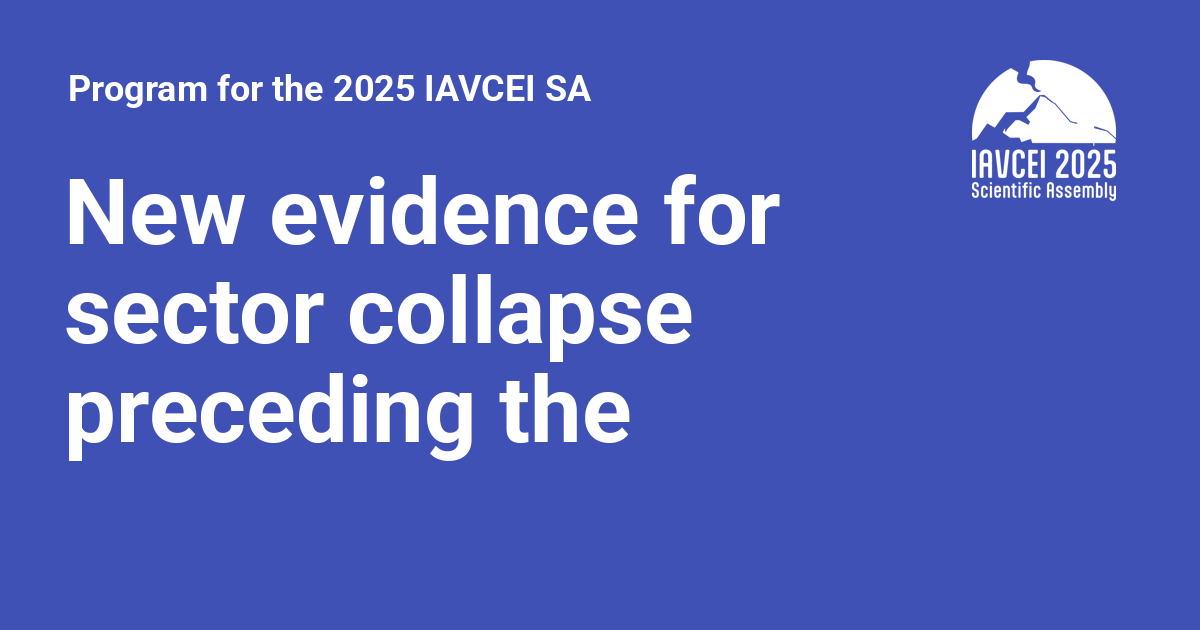 Program for the 2025 IAVCEI SA
IAVCEI 2025
Scientific Assembly
New evidence for
sector collapse
preceding the